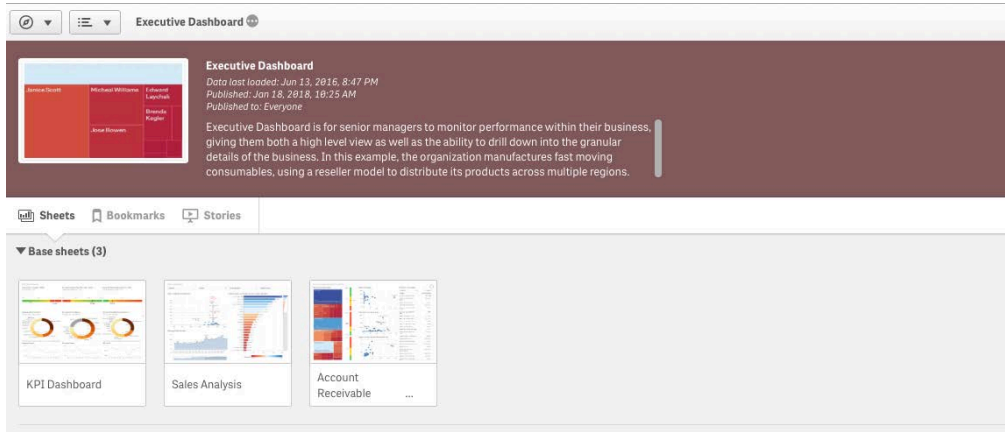 Executive Dashboard
Executive Dashboard
Data last loaded: Jun 13, 2016, 8:47 PM
Published: Jan 18, 2018, 10:25 AM
Published to: Everyone
Executive Dashboard is for senior managers to monitor performance within their business,
giving them both a high level view as well as the ability to drill down into the granular
details of the business. In this example, the organization manufactures fast moving
consumables, using a reseller model to distribute its products across multiple regions.
Janice Scott
Micheal Williams
Edward
Laychak
Brenda
Kegler
Jose Bowen
Sheets
Bookmarks
Stories
Base sheets (3)
KPI Dashboard
Sales Analysis
Account
Receivable ...